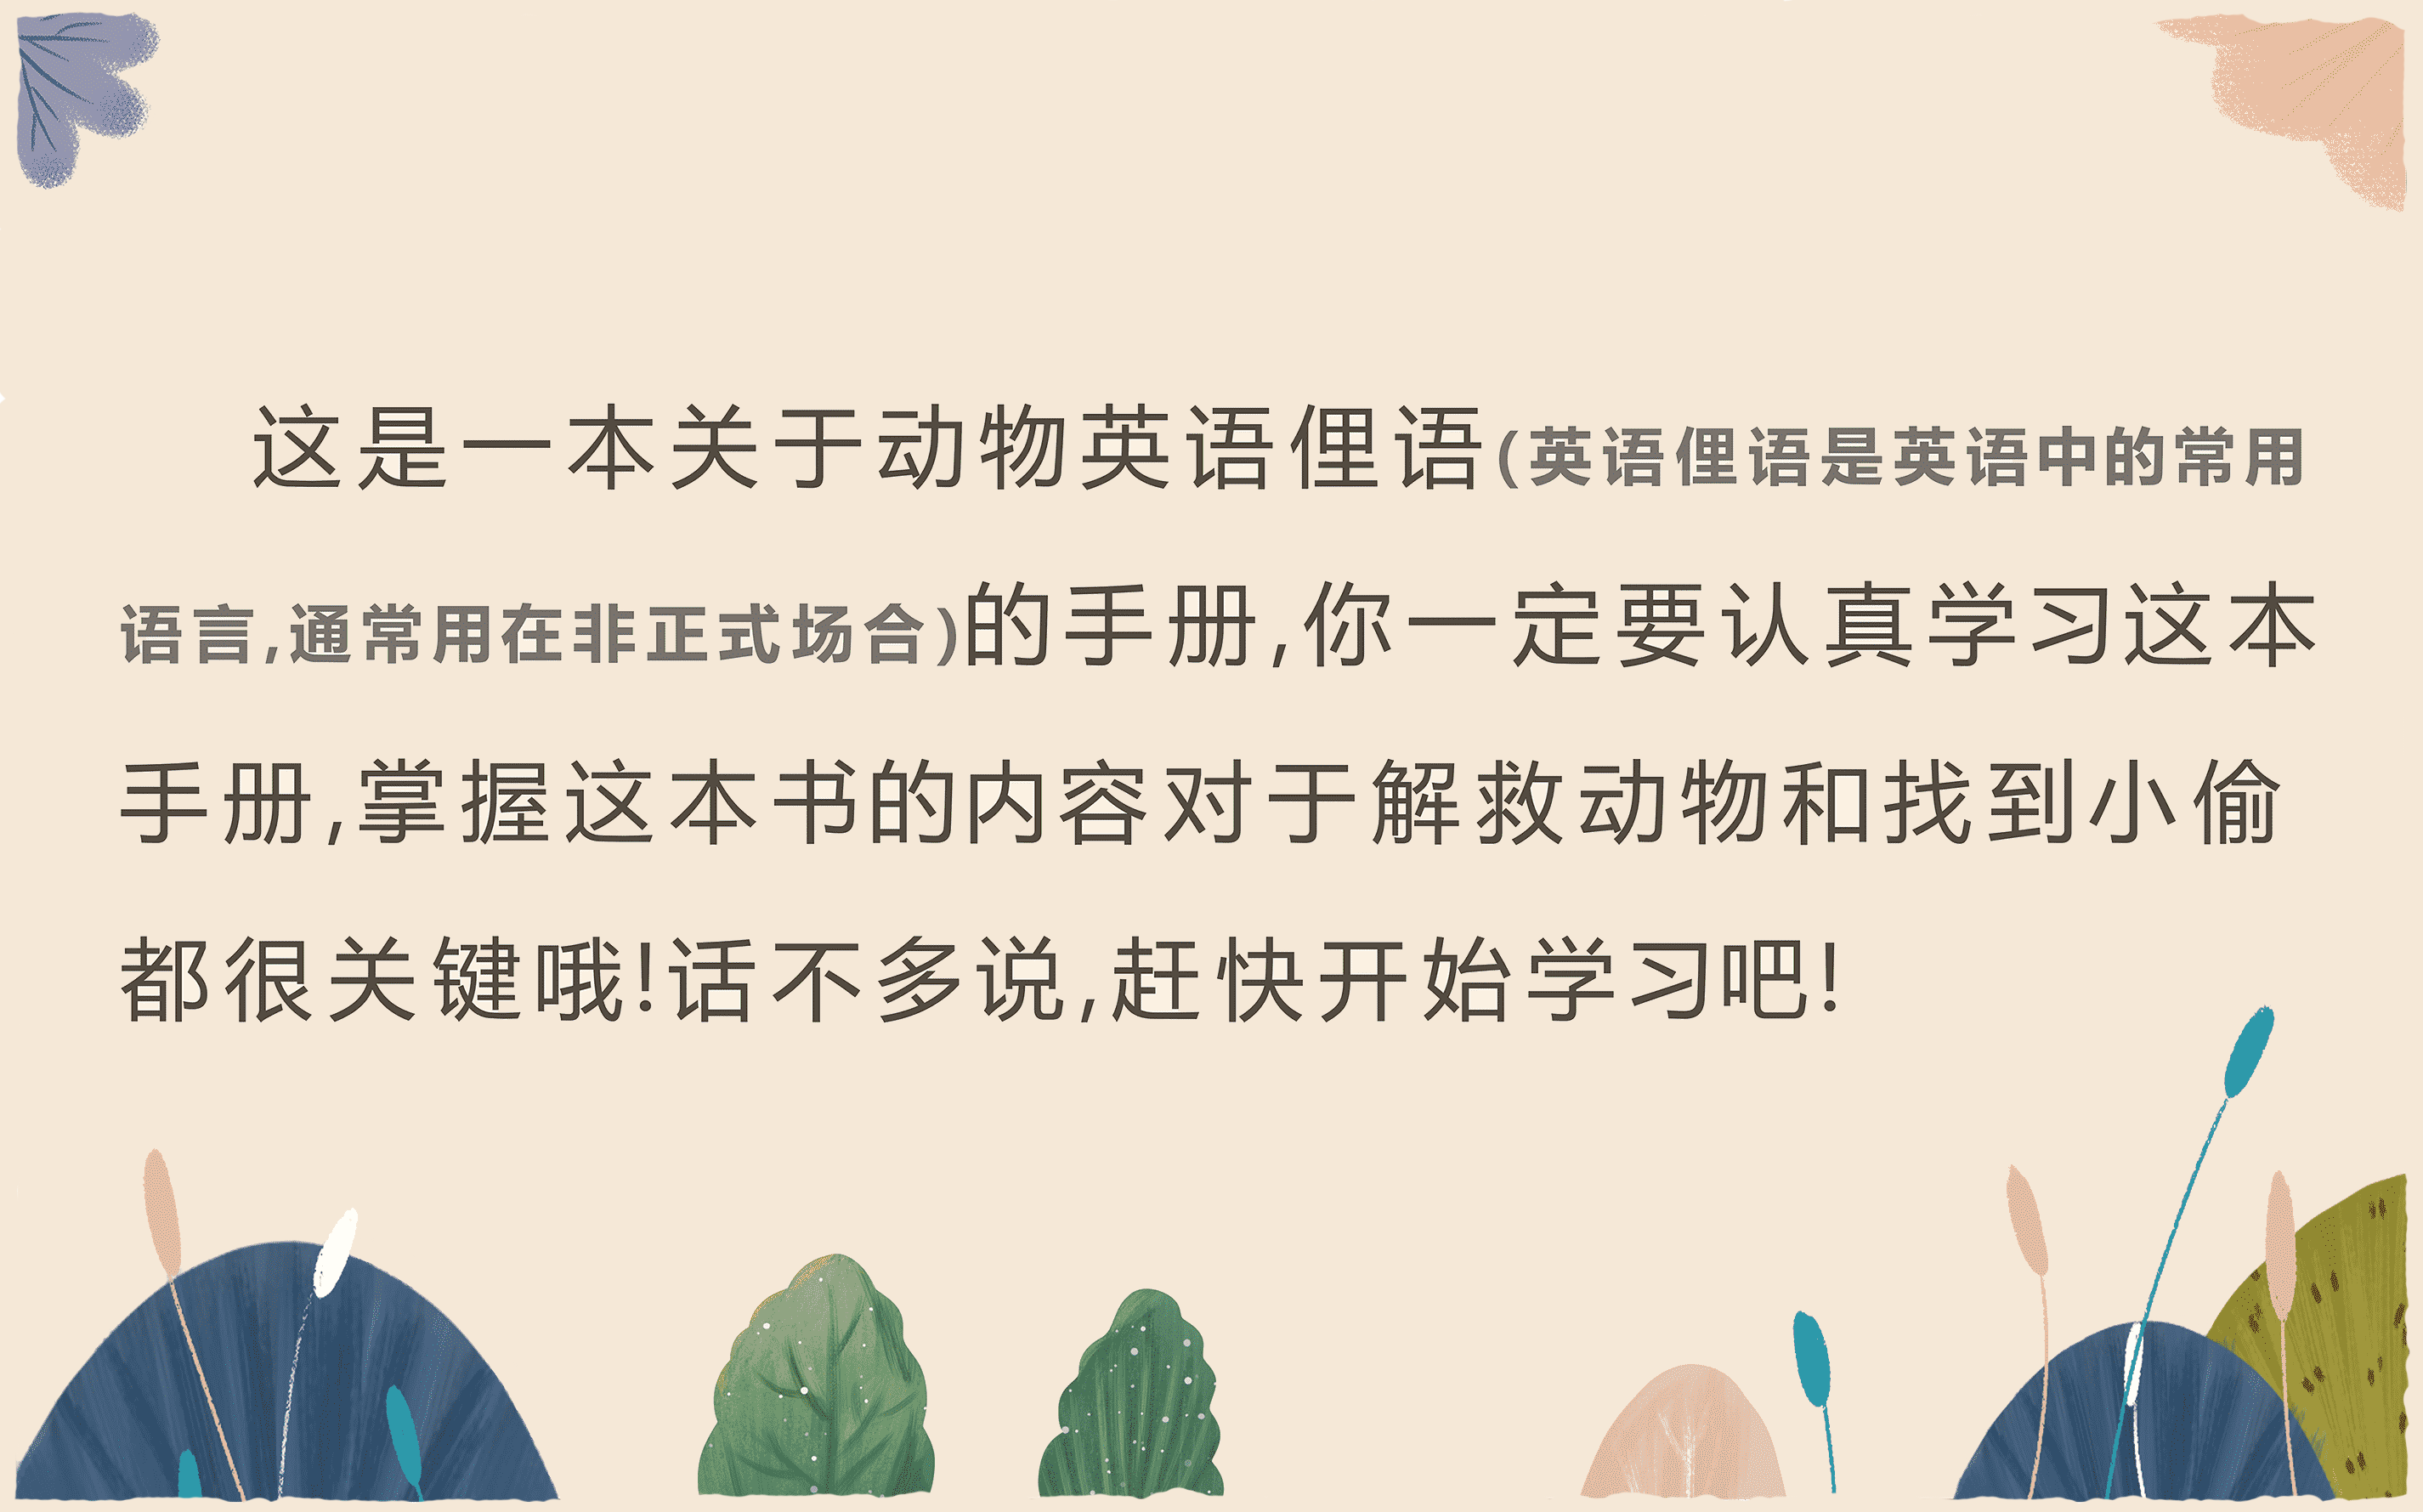 这是一本关于动物英语俚语(英语俚语是英语中的常用
语言,通常用在非正式场合)的手册,你一定要认真学习这本
手册,掌握这本书的内容对于解救动物和找到小偷
都很关键哦!话不多说,赶快开始学习吧!